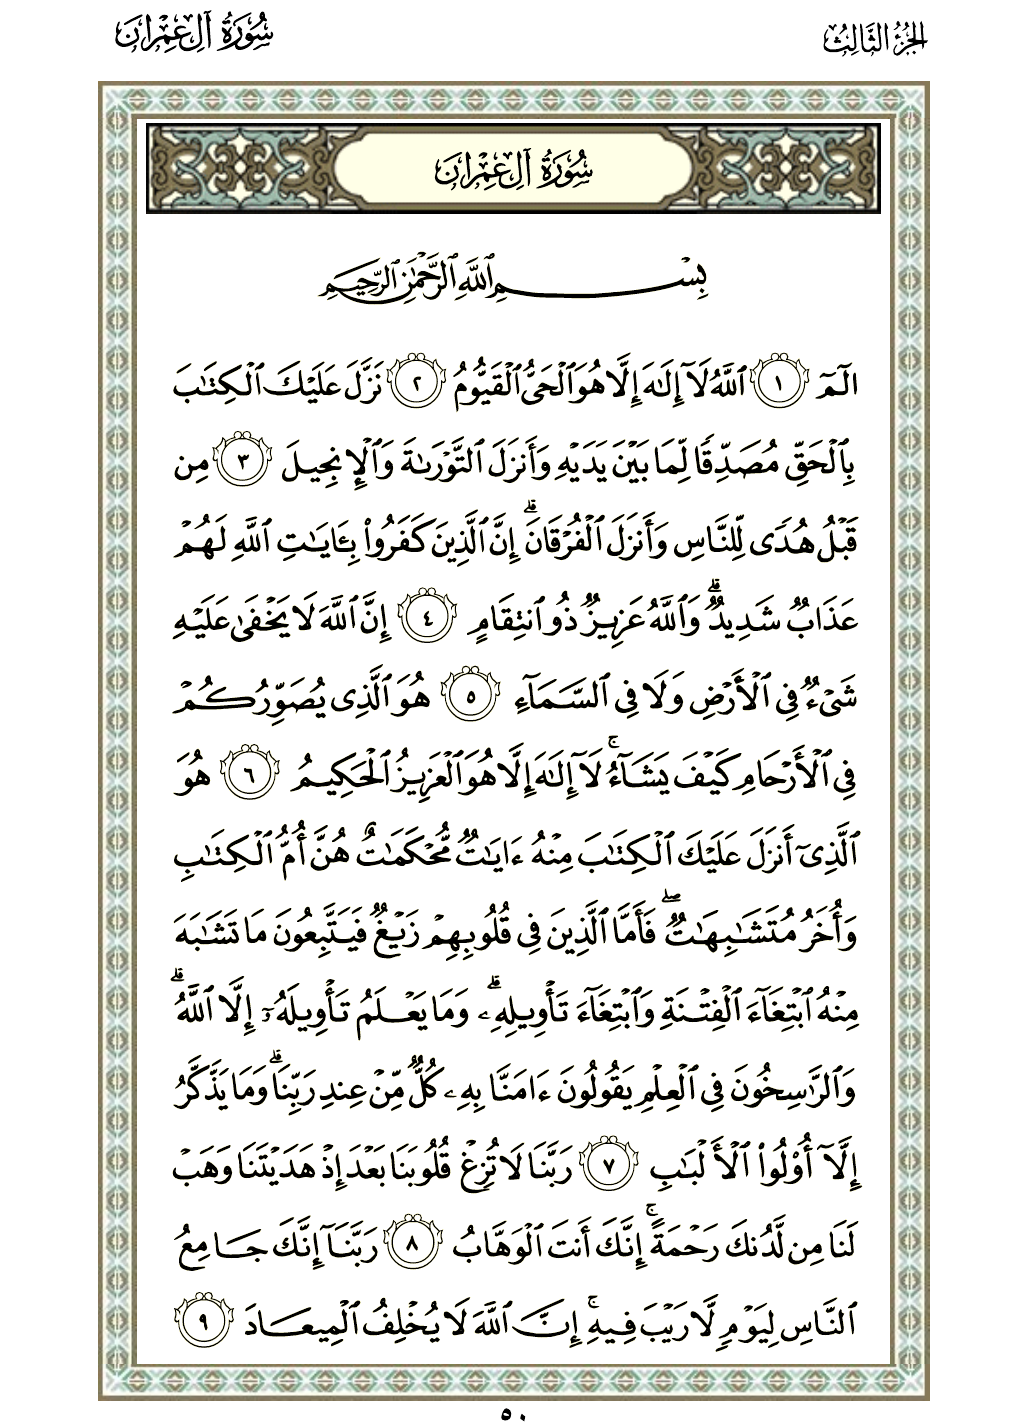 الجزء الثالث
سورة آل عمران
سورة آل عمران
بِسْمِ ٱللَّهِ ٱلرَّحْمَٰنِ ٱلرَّحِيمِ
الٓمٓ ١ ٱللَّهُ لَآ إِلَٰهَ إِلَّا هُوَ ٱلْحَىُّ ٱلْقَيُّومُ ٢ نَزَّلَ عَلَيْكَ ٱلْكِتَٰبَ
بِٱلْحَقِّ مُصَدِّقًا لِّمَا بَيْنَ يَدَيْهِ وَأَنزَلَ ٱلتَّوْرَىٰةَ وَٱلْإِنجِيلَ ٣ مِن
قَبْلُ هُدًى لِّلنَّاسِ وَأَنزَلَ ٱلْفُرْقَانَ ۗ إِنَّ ٱلَّذِينَ كَفَرُوا۟ بِـَٔايَٰتِ ٱللَّهِ لَهُمْ
عَذَابٌ شَدِيدٌ ۗ وَٱللَّهُ عَزِيزٌ ذُو ٱنتِقَامٍ ٤ إِنَّ ٱللَّهَ لَا يَخْفَىٰ عَلَيْهِ
شَىْءٌ فِى ٱلْأَرْضِ وَلَا فِى ٱلسَّمَآءِ ٥ هُوَ ٱلَّذِى يُصَوِّرُكُمْ
فِى ٱلْأَرْحَامِ كَيْفَ يَشَآءُ ۚ لَآ إِلَٰهَ إِلَّا هُوَ ٱلْعَزِيزُ ٱلْحَكِيمُ ٦ هُوَ
ٱلَّذِىٓ أَنزَلَ عَلَيْكَ ٱلْكِتَٰبَ مِنْهُ ءَايَٰتٌ مُّحْكَمَٰتٌ هُنَّ أُمُّ ٱلْكِتَٰبِ
وَأُخَرُ مُتَشَٰبِهَٰتٌ ۖ فَأَمَّا ٱلَّذِينَ فِى قُلُوبِهِمْ زَيْغٌ فَيَتَّبِعُونَ مَا تَشَٰبَهَ
مِنْهُ ٱبْتِغَآءَ ٱلْفِتْنَةِ وَٱبْتِغَآءَ تَأْوِيلِهِۦ ۗ وَمَا يَعْلَمُ تَأْوِيلَهُۥٓ إِلَّا ٱللَّهُ ۗ
وَٱلرَّٰسِخُونَ فِى ٱلْعِلْمِ يَقُولُونَ ءَامَنَّا بِهِۦ كُلٌّ مِّنْ عِندِ رَبِّنَا ۗ وَمَا يَذَّكَّرُ
إِلَّآ أُو۟لُوا۟ ٱلْأَلْبَٰبِ ٧ رَبَّنَا لَا تُزِغْ قُلُوبَنَا بَعْدَ إِذْ هَدَيْتَنَا وَهَبْ
لَنَا مِن لَّدُنكَ رَحْمَةً ۚ إِنَّكَ أَنتَ ٱلْوَهَّابُ ٨ رَبَّنَآ إِنَّكَ جَامِعُ
ٱلنَّاسِ لِيَوْمٍ لَّا رَيْبَ فِيهِ ۚ إِنَّ ٱللَّهَ لَا يُخْلِفُ ٱلْمِيعَادَ ٩
٥٠